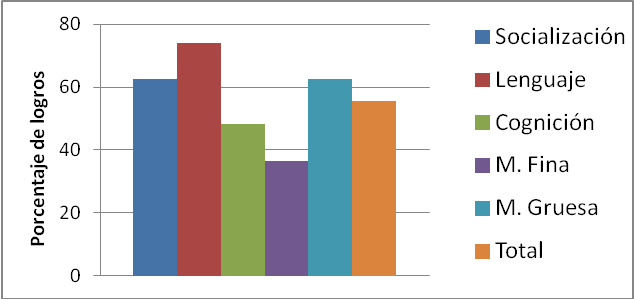 Porcentaje de logros
80
60
40
20
0
Socialización
Lenguaje
Cognición
M. Fina
M. Gruesa
Total